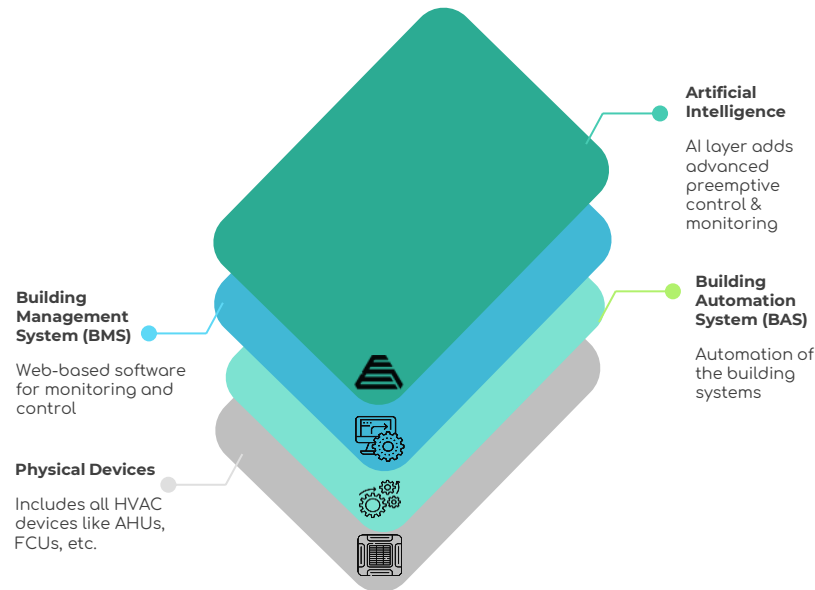 Artificial
Intelligence
AI layer adds
advanced
preemptive
control &
monitoring
Building
Management
System (BMS)
Web-based software
for monitoring and
control
Building
Automation
System (BAS)
Automation of
the building
systems
Physical Devices
Includes all HVAC
devices like AHUs,
FCUs, etc.